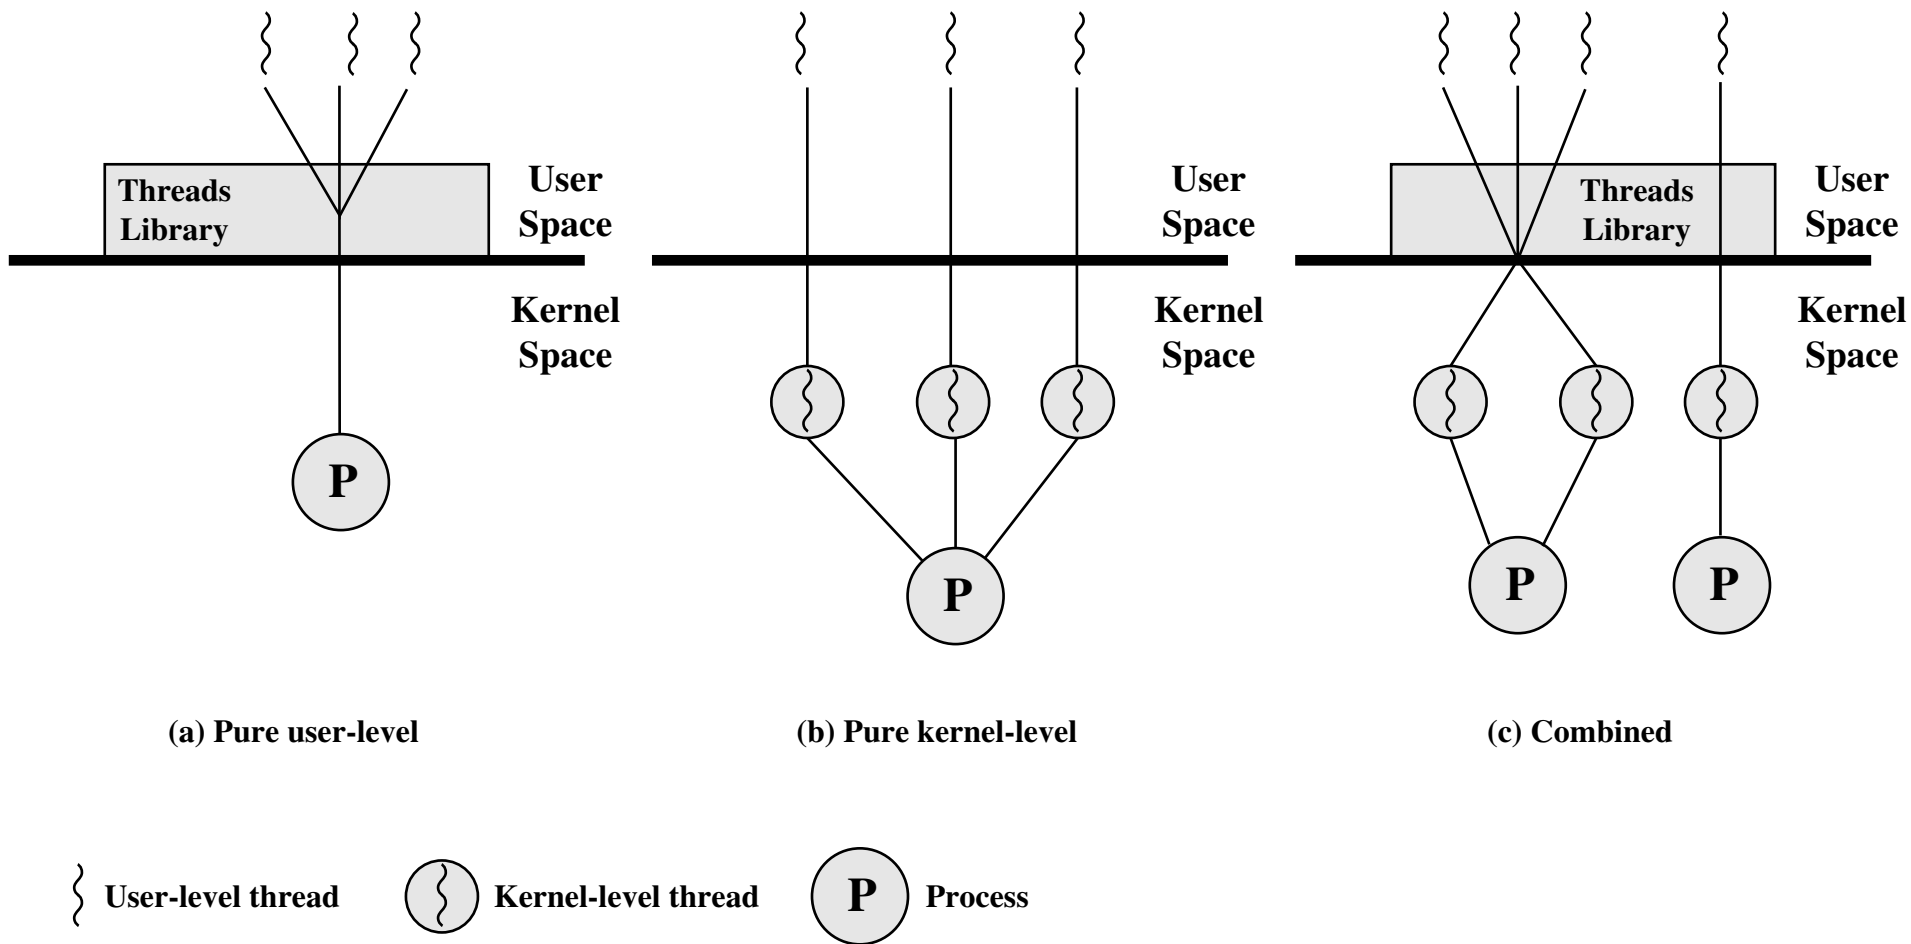 Threads
Library
User
Space
Kernel
Space
P
(a) Pure user-level
User
Space
Kernel
Space
P
(b) Pure kernel-level
Threads
Library
User
Space
Kernel
Space
P
P
(c) Combined
User-level thread
Kernel-level thread
P
Process